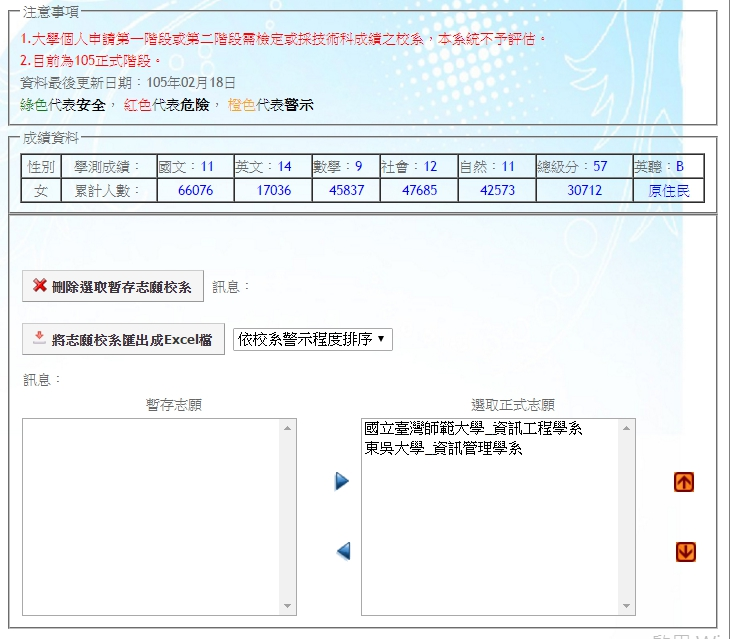 注意事項
1.大學個人申請第一階段或第二階段需檢定或採技術科成績之校系，本系統不予評估。
2.目前為105正式階段。
資料最後更新日期：105年02月18日
綠色代表安全， 紅色代表危險， 橙色代表警示
成績資料
性別 學測成績： 國文：11 英文：14 數學：9 社會：12 自然：11 總級分：57 英聽：B
女 累計人數： 66076 17036 45837 47685 42573 30712 原住民
刪除選取暫存志願校系 訊息：
將志願校系匯出成Excel檔 依校系警示程度排序
訊息：
暫存志願 選取正式志願
國立臺灣師範大學_資訊工程學系
東吳大學_資訊管理學系